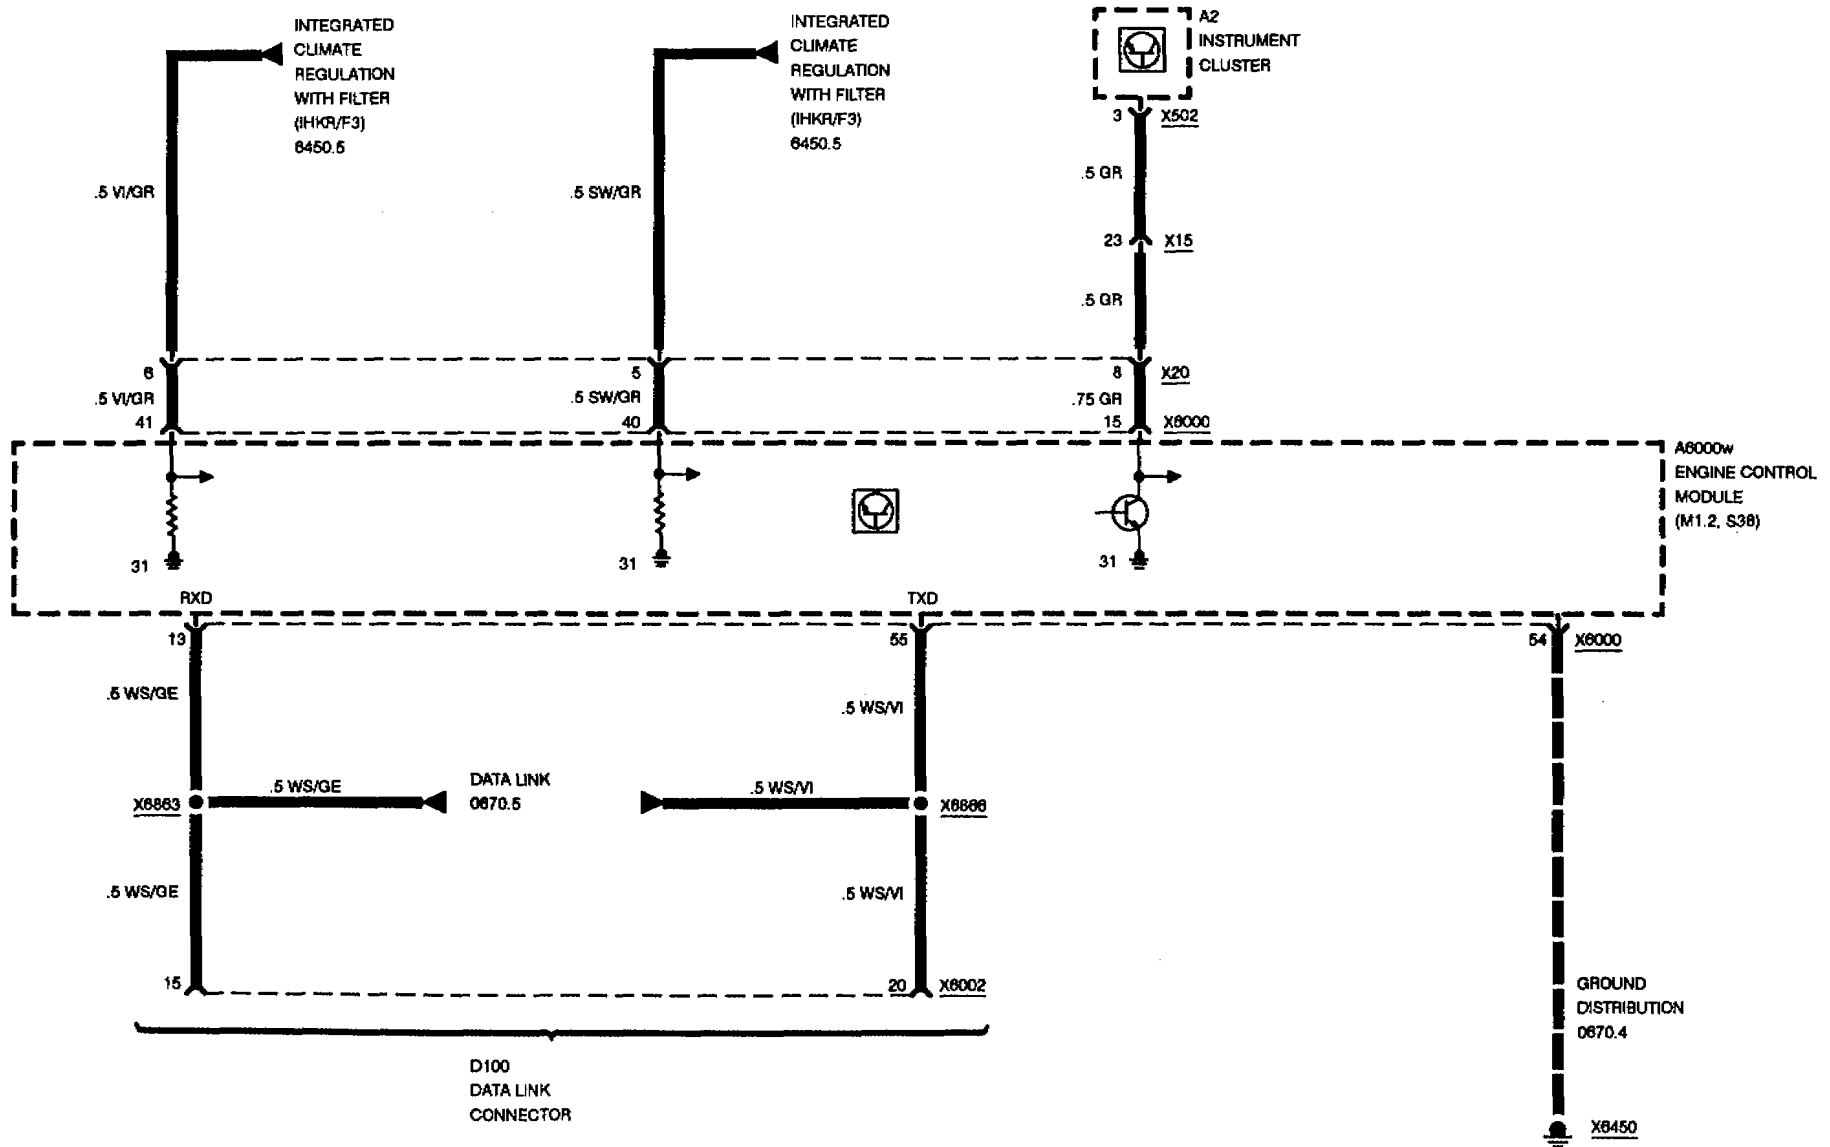 INTEGRATED
CLIMATE
REGULATION
WITH FILTER
(IHKR/F3)
6450.5
INTEGRATED
CLIMATE
REGULATION
WITH FILTER
(IHKR/F3)
6450.5
A2
INSTRUMENT
CLUSTER
3 X502
.5 VI/GR
.5 SW/GR
.5 GR
23 X15
.5 GR
6
5
8 X20
.5 VI/GR
.5 SW/GR
.75 GR
41
40
15 X6000
A6000w
ENGINE CONTROL
MODULE
(M1.2, S38)
31
31
31
RXD
TXD
13
55
54 X6000
.5 WS/GE
.5 WS/VI
.5 WS/GE
DATA LINK
0670.5
.5 WS/VI
X6863
X6866
.5 WS/GE
.5 WS/VI
15
20 X6002
GROUND
DISTRIBUTION
0670.4
D100
DATA LINK
CONNECTOR
X6450